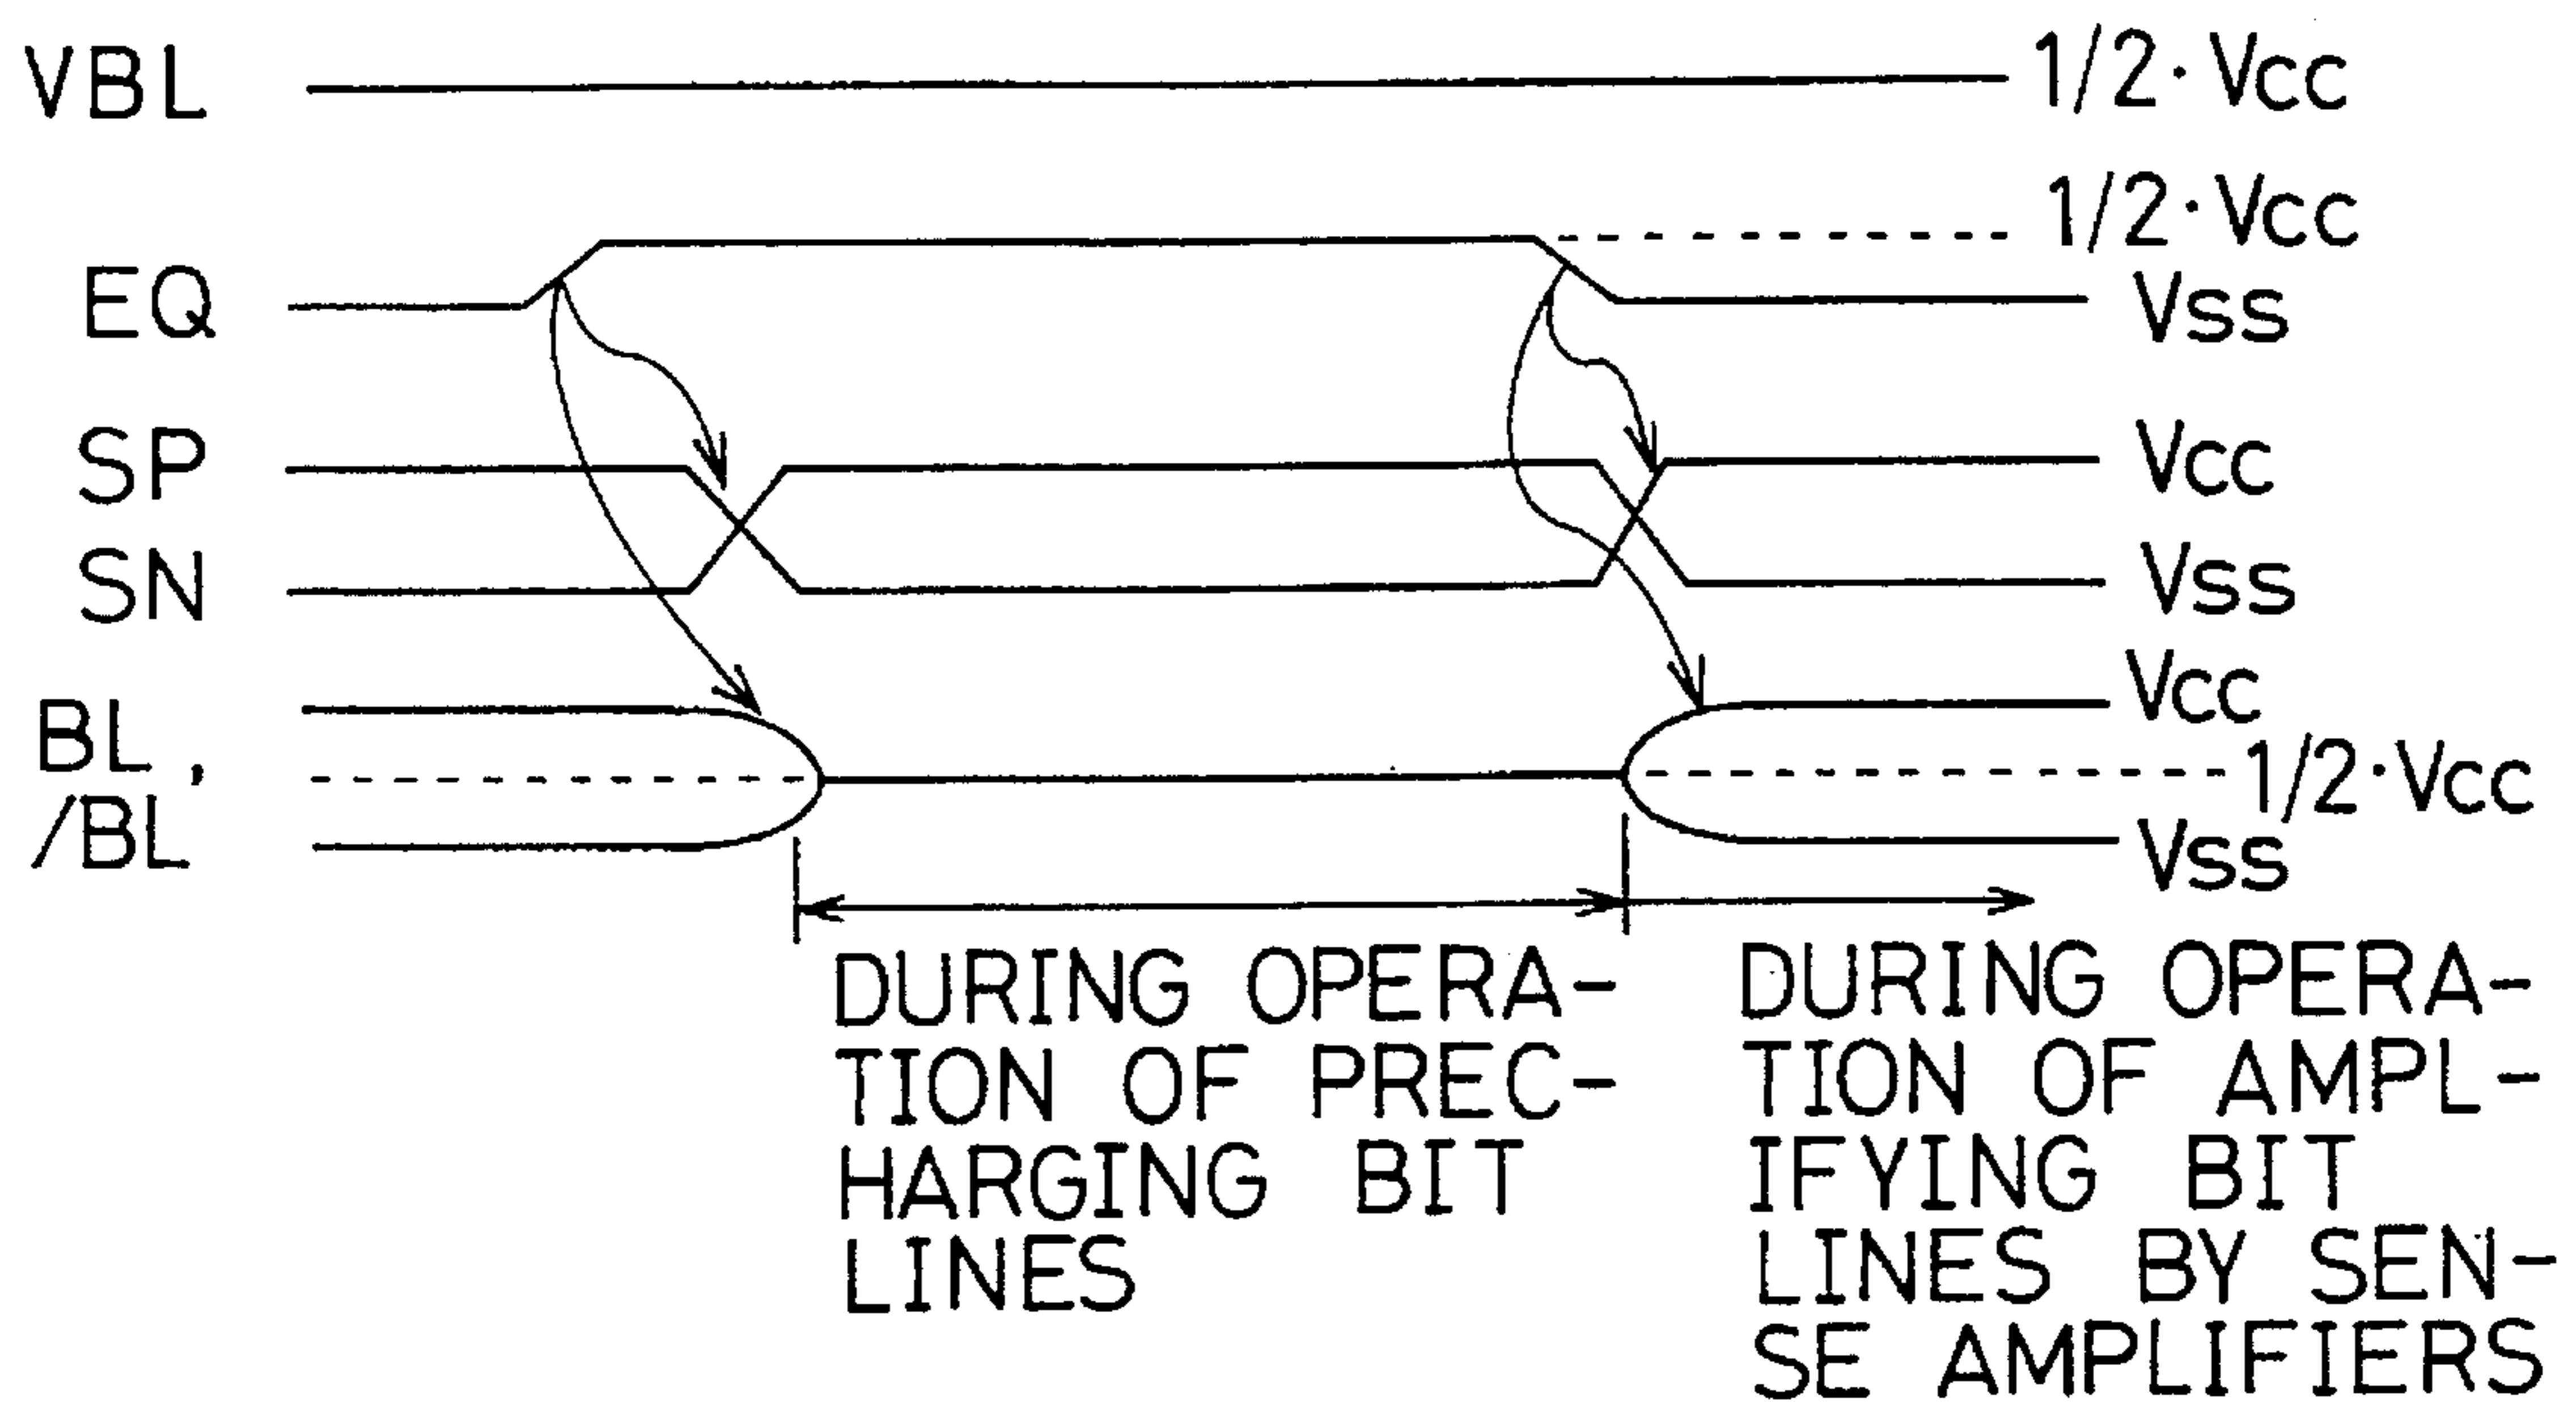 VBL
1/2·Vcc
1/2·Vcc
EQ
Vss
SP
Vcc
SN
Vss
Vcc
BL,
1/2·Vcc
/BL
Vss
DURING OPERA-
TION OF PREC-
HARGING BIT
LINES
DURING OPERA-
TION OF AMPL-
IFYING BIT
LINES BY SEN-
SE AMPLIFIERS